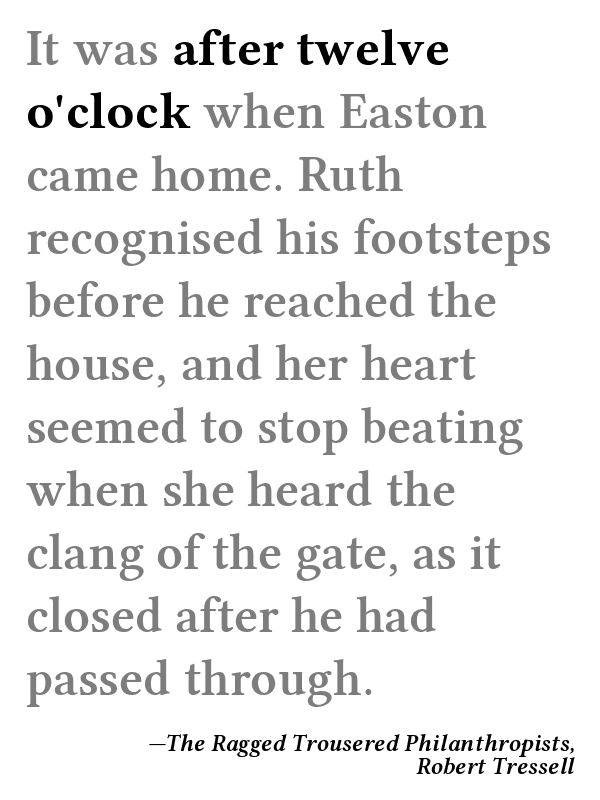 It was after twelve
o'clock when Easton
came home. Ruth
recognised his footsteps
before he reached the
house, and her heart
seemed to stop beating
when she heard the
clang of the gate, as it
closed after he had
passed through.
—The Ragged Trousered Philanthropists,
Robert Tressell